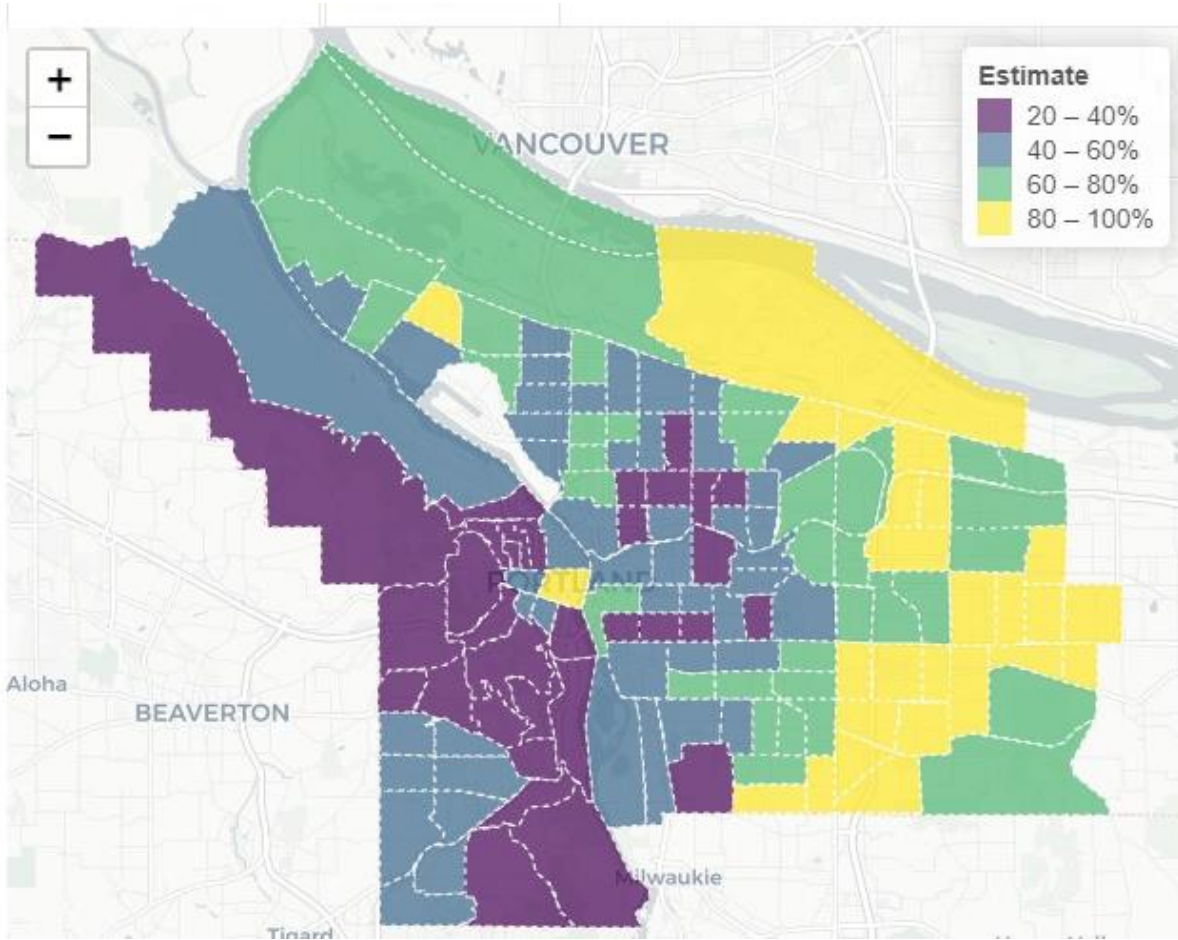 +
−
Estimate
20 – 40%
40 – 60%
60 – 80%
80 – 100%
VANCOUVER
PORTLAND
Aloha
BEAVERTON
Milwaukie
Tigard